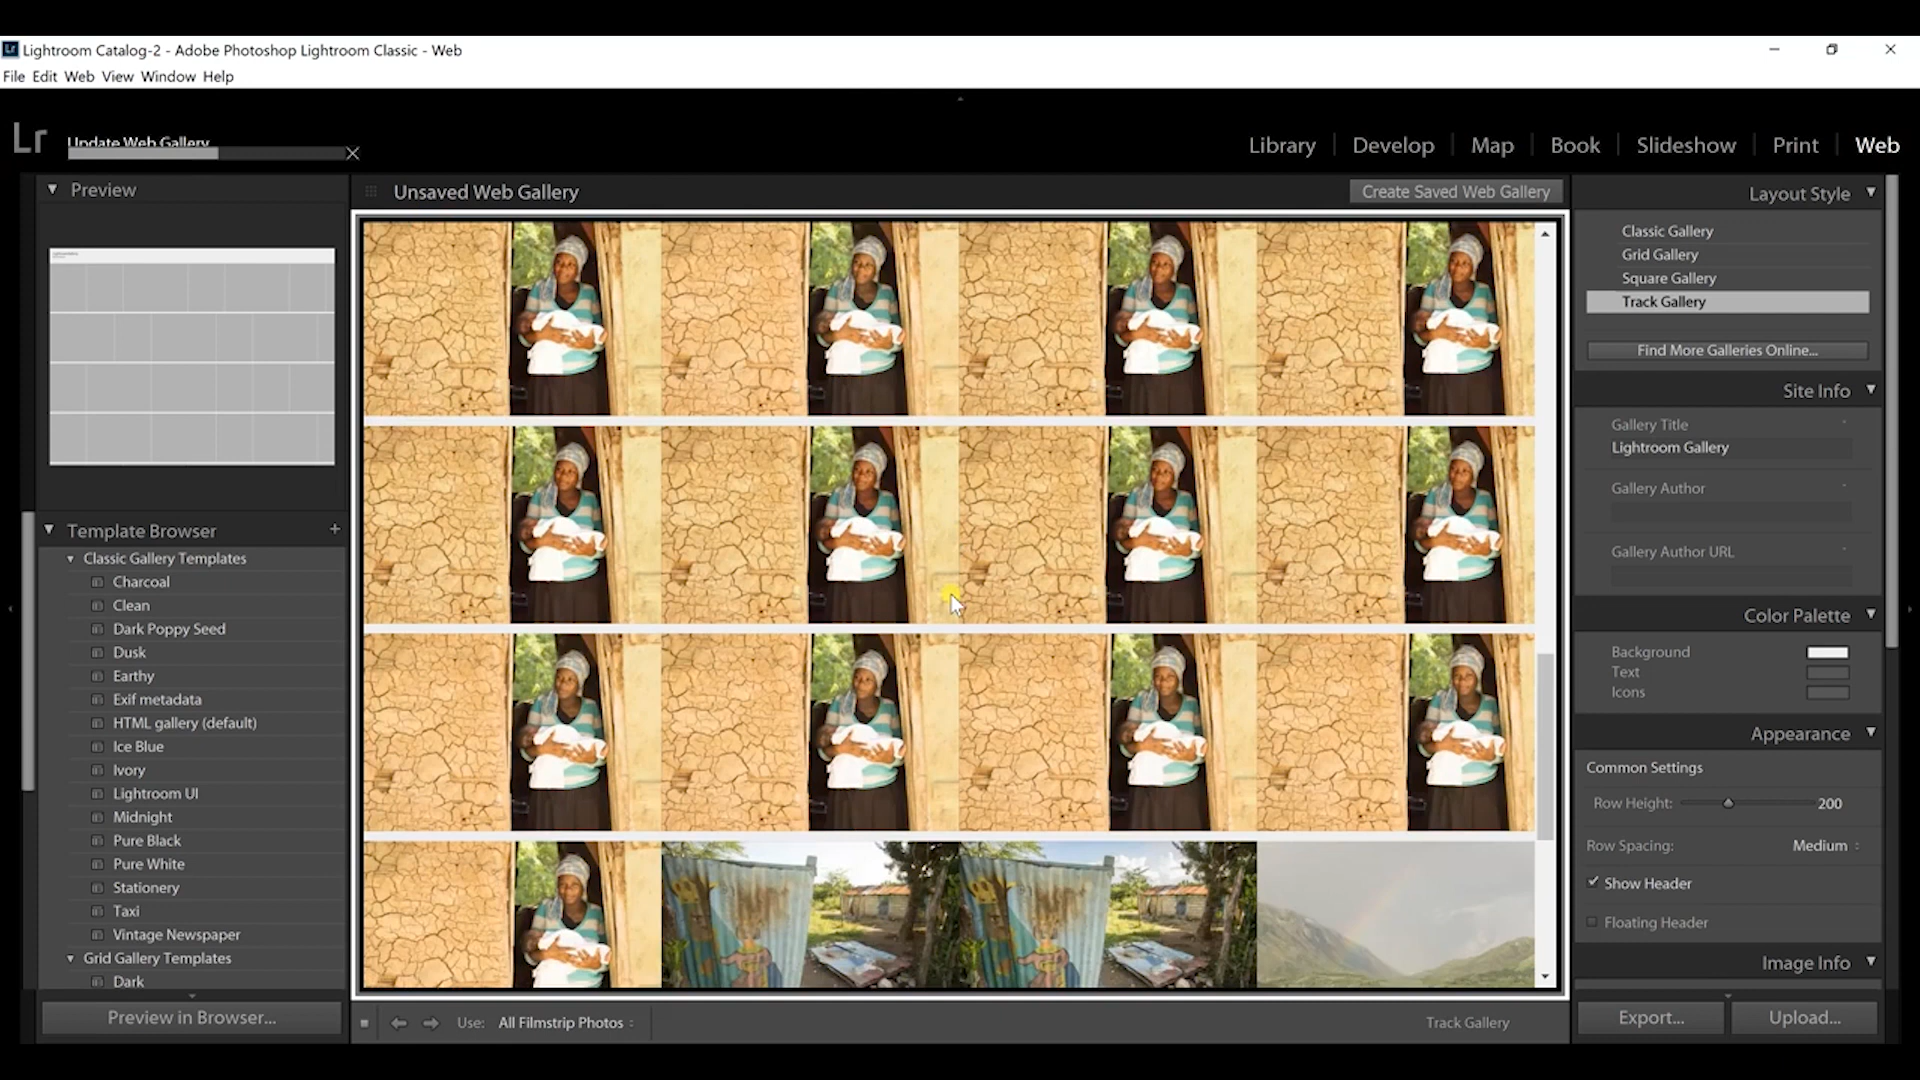 Lightroom Catalog-2 - Adobe Photoshop Lightroom Classic - Web
File Edit Web View Window Help
Lr
Update Web Gallery
Library
Develop
Map
Book
Slideshow
Print
Web
Preview
Unsaved Web Gallery
Create Saved Web Gallery
Layout Style
Classic Gallery
Grid Gallery
Square Gallery
Track Gallery
Find More Galleries Online...
Site Info
Gallery Title
Lightroom Gallery
Gallery Author
Gallery Author URL
Color Palette
Background
Text
Icons
Appearance
Common Settings
Row Height: 200
Row Spacing: Medium
Show Header
Floating Header
Image Info
Export...
Upload...
Template Browser
Classic Gallery Templates
Charcoal
Clean
Dark Poppy Seed
Dusk
Earthy
Exif metadata
HTML gallery (default)
Ice Blue
Ivory
Lightroom UI
Midnight
Pure Black
Pure White
Stationery
Taxi
Vintage Newspaper
Grid Gallery Templates
Dark
Preview in Browser...
Use: All Filmstrip Photos
Track Gallery